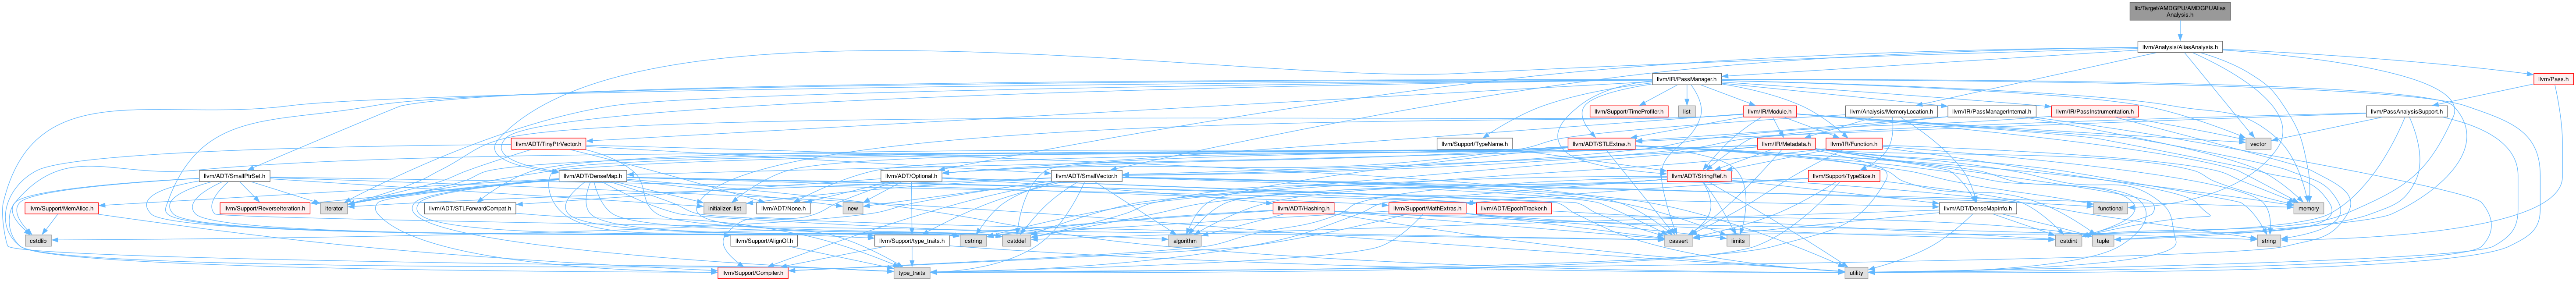 lib/Target/AMDGPU/AMDGPUAlias
Analysis.h
llvm/Analysis/AliasAnalysis.h
llvm/IR/PassManager.h
llvm/Pass.h
llvm/Support/TimeProfiler.h
list
llvm/IR/Module.h
llvm/Analysis/MemoryLocation.h
llvm/IR/PassManagerInternal.h
llvm/IR/PassInstrumentation.h
llvm/PassAnalysisSupport.h
llvm/ADT/TinyPtrVector.h
llvm/Support/TypeName.h
llvm/ADT/STLExtras.h
llvm/IR/Metadata.h
llvm/IR/Function.h
vector
llvm/ADT/SmallPtrSet.h
llvm/ADT/DenseMap.h
llvm/ADT/Optional.h
llvm/ADT/SmallVector.h
llvm/ADT/StringRef.h
llvm/Support/TypeSize.h
llvm/Support/MemAlloc.h
llvm/Support/ReverseIteration.h
iterator
llvm/ADT/STLForwardCompat.h
initializer_list
llvm/ADT/None.h
new
llvm/ADT/Hashing.h
llvm/Support/MathExtras.h
llvm/ADT/EpochTracker.h
llvm/ADT/DenseMapInfo.h
functional
memory
cstdlib
llvm/Support/AlignOf.h
llvm/Support/type_traits.h
cstring
cstddef
algorithm
cassert
limits
cstdint
tuple
string
llvm/Support/Compiler.h
type_traits
utility